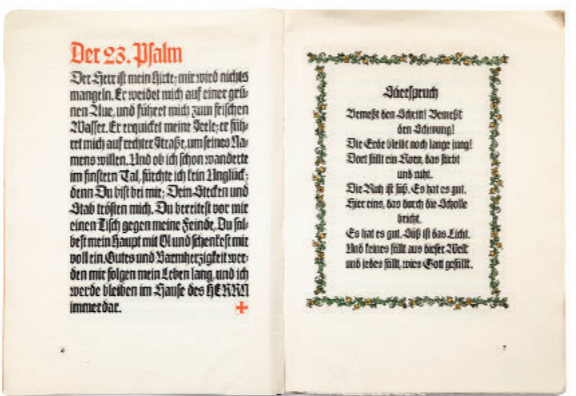 Der 23. Psalm
Der Herr ist mein Hirte; mir wird nichts
mangeln. Er weidet mich auf einer grü-
nen Aue, und führet mich zum frischen
Wasser. Er erquicket meine Seele; er füh-
ret mich auf rechter Straße, um seines Na-
mens willen. Und ob ich schon wanderte
im finstern Tal, fürchte ich kein Unglück;
denn Du bist bei mir; Dein Stecken und
Stab trösten mich. Du bereitest vor mir
einen Tisch gegen meine Feinde. Du sal-
best mein Haupt mit Öl und schenkest mir
voll ein. Gutes und Barmherzigkeit wer-
den mir folgen mein Leben lang, und ich
werde bleiben im Hause des HERRN
immerdar.
Säerspruch
Bemeßt den Schritt! Bemeßt
den Schwung!
Die Erde bleibt noch lange jung!
Dort fällt ein Korn, das stirbt
und ruht.
Die Ruh ist süß. Es hat es gut.
Hier eins, das durch die Scholle
bricht.
Es hat es gut. Süß ist das Licht.
Und keines fällt aus dieser Welt
und jedes fällt, wies Gott gefällt.